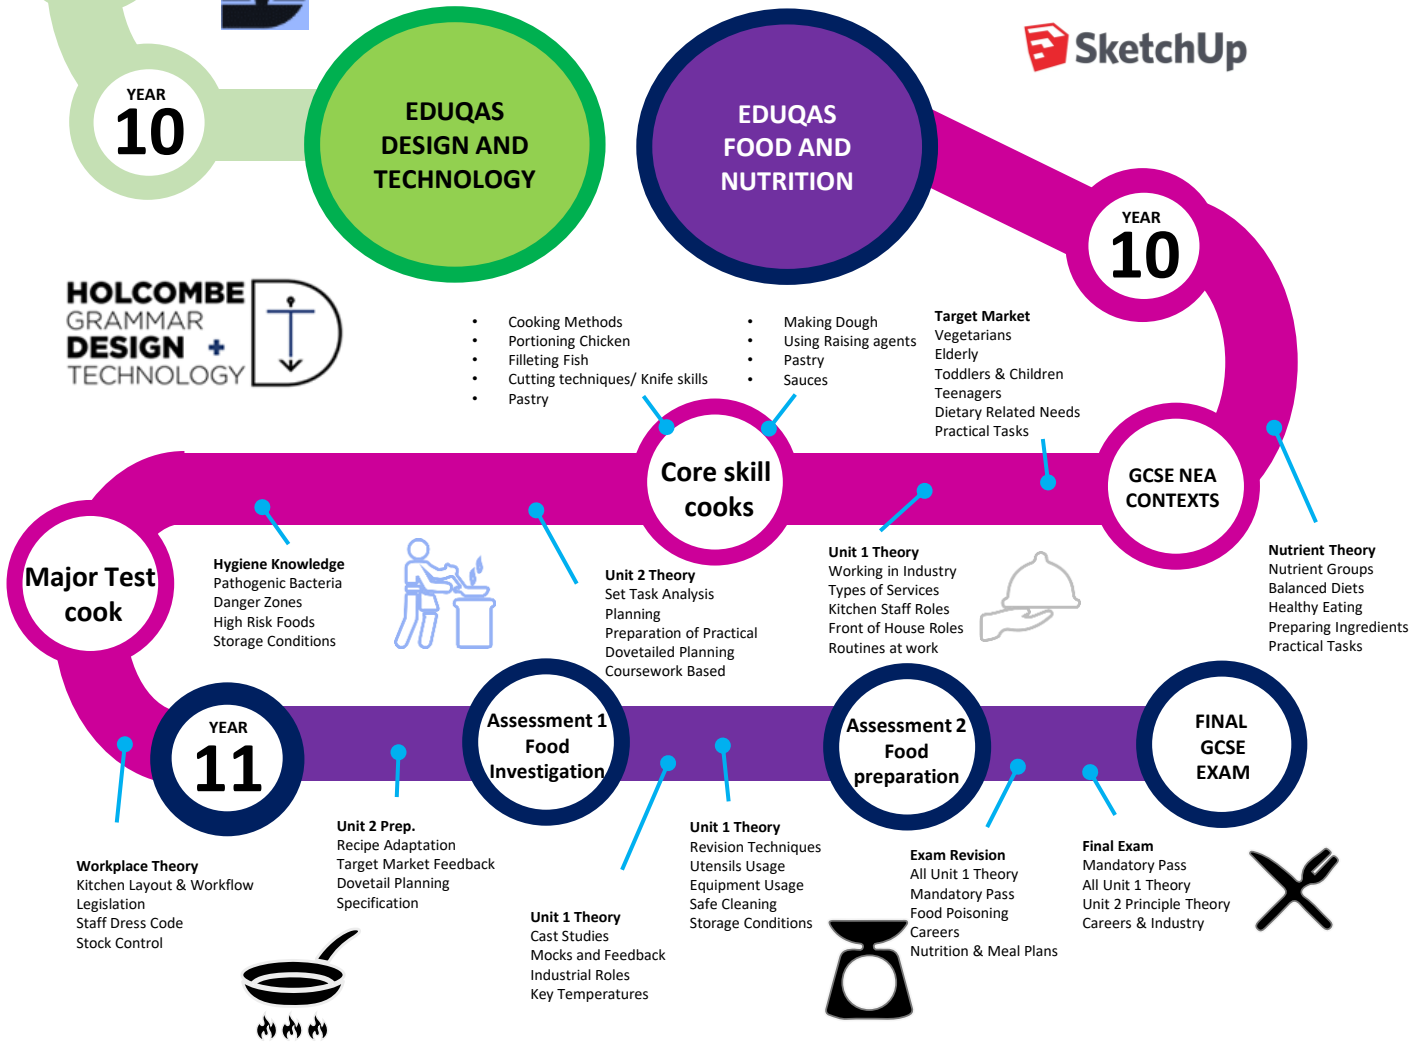 SketchUp
YEAR
10
EDUQAS
DESIGN AND
TECHNOLOGY
EDUQAS
FOOD AND
NUTRITION
YEAR
10
HOLCOMBE
GRAMMAR
DESIGN +
TECHNOLOGY
• Cooking Methods
• Portioning Chicken
• Filleting Fish
• Cutting techniques/ Knife skills
• Pastry
• Making Dough
• Using Raising agents
• Pastry
• Sauces
Target Market
Vegetarians
Elderly
Toddlers & Children
Teenagers
Dietary Related Needs
Practical Tasks
Core skill
cooks
GCSE NEA
CONTEXTS
Major Test
cook
Hygiene Knowledge
Pathogenic Bacteria
Danger Zones
High Risk Foods
Storage Conditions
Unit 2 Theory
Set Task Analysis
Planning
Preparation of Practical
Dovetailed Planning
Coursework Based
Unit 1 Theory
Working in Industry
Types of Services
Kitchen Staff Roles
Front of House Roles
Routines at work
Nutrient Theory
Nutrient Groups
Balanced Diets
Healthy Eating
Preparing Ingredients
Practical Tasks
YEAR
11
Assessment 1
Food
Investigation
Assessment 2
Food
preparation
FINAL
GCSE
EXAM
Workplace Theory
Kitchen Layout & Workflow
Legislation
Staff Dress Code
Stock Control
Unit 2 Prep.
Recipe Adaptation
Target Market Feedback
Dovetail Planning
Specification
Unit 1 Theory
Cast Studies
Mocks and Feedback
Industrial Roles
Key Temperatures
Unit 1 Theory
Revision Techniques
Utensils Usage
Equipment Usage
Safe Cleaning
Storage Conditions
Exam Revision
All Unit 1 Theory
Mandatory Pass
Food Poisoning
Careers
Nutrition & Meal Plans
Final Exam
Mandatory Pass
All Unit 1 Theory
Unit 2 Principle Theory
Careers & Industry